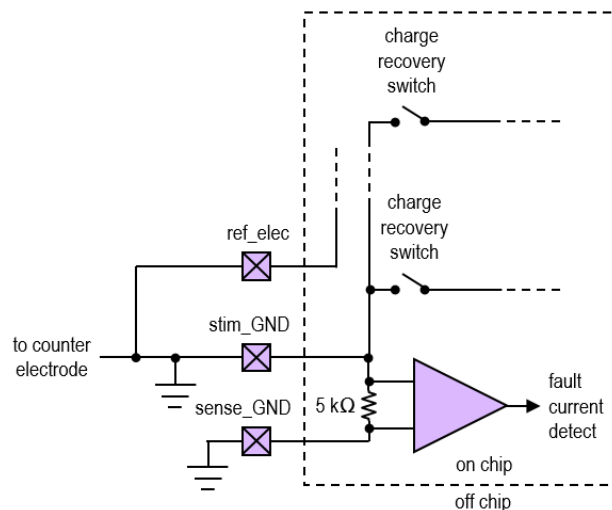 charge
recovery
switch
charge
recovery
switch
ref_elec
stim_GND
to counter
electrode
sense_GND
5 kΩ
fault
current
detect
on chip
off chip